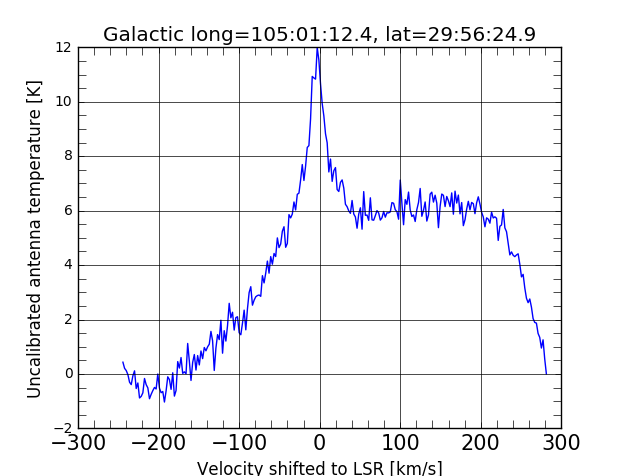 Galactic long=105:01:12.4, lat=29:56:24.9
Uncalibrated antenna temperature [K]
12
10
8
6
4
2
0
−2
−300 −200 −100 0 100 200 300
Velocity shifted to LSR [km/s]